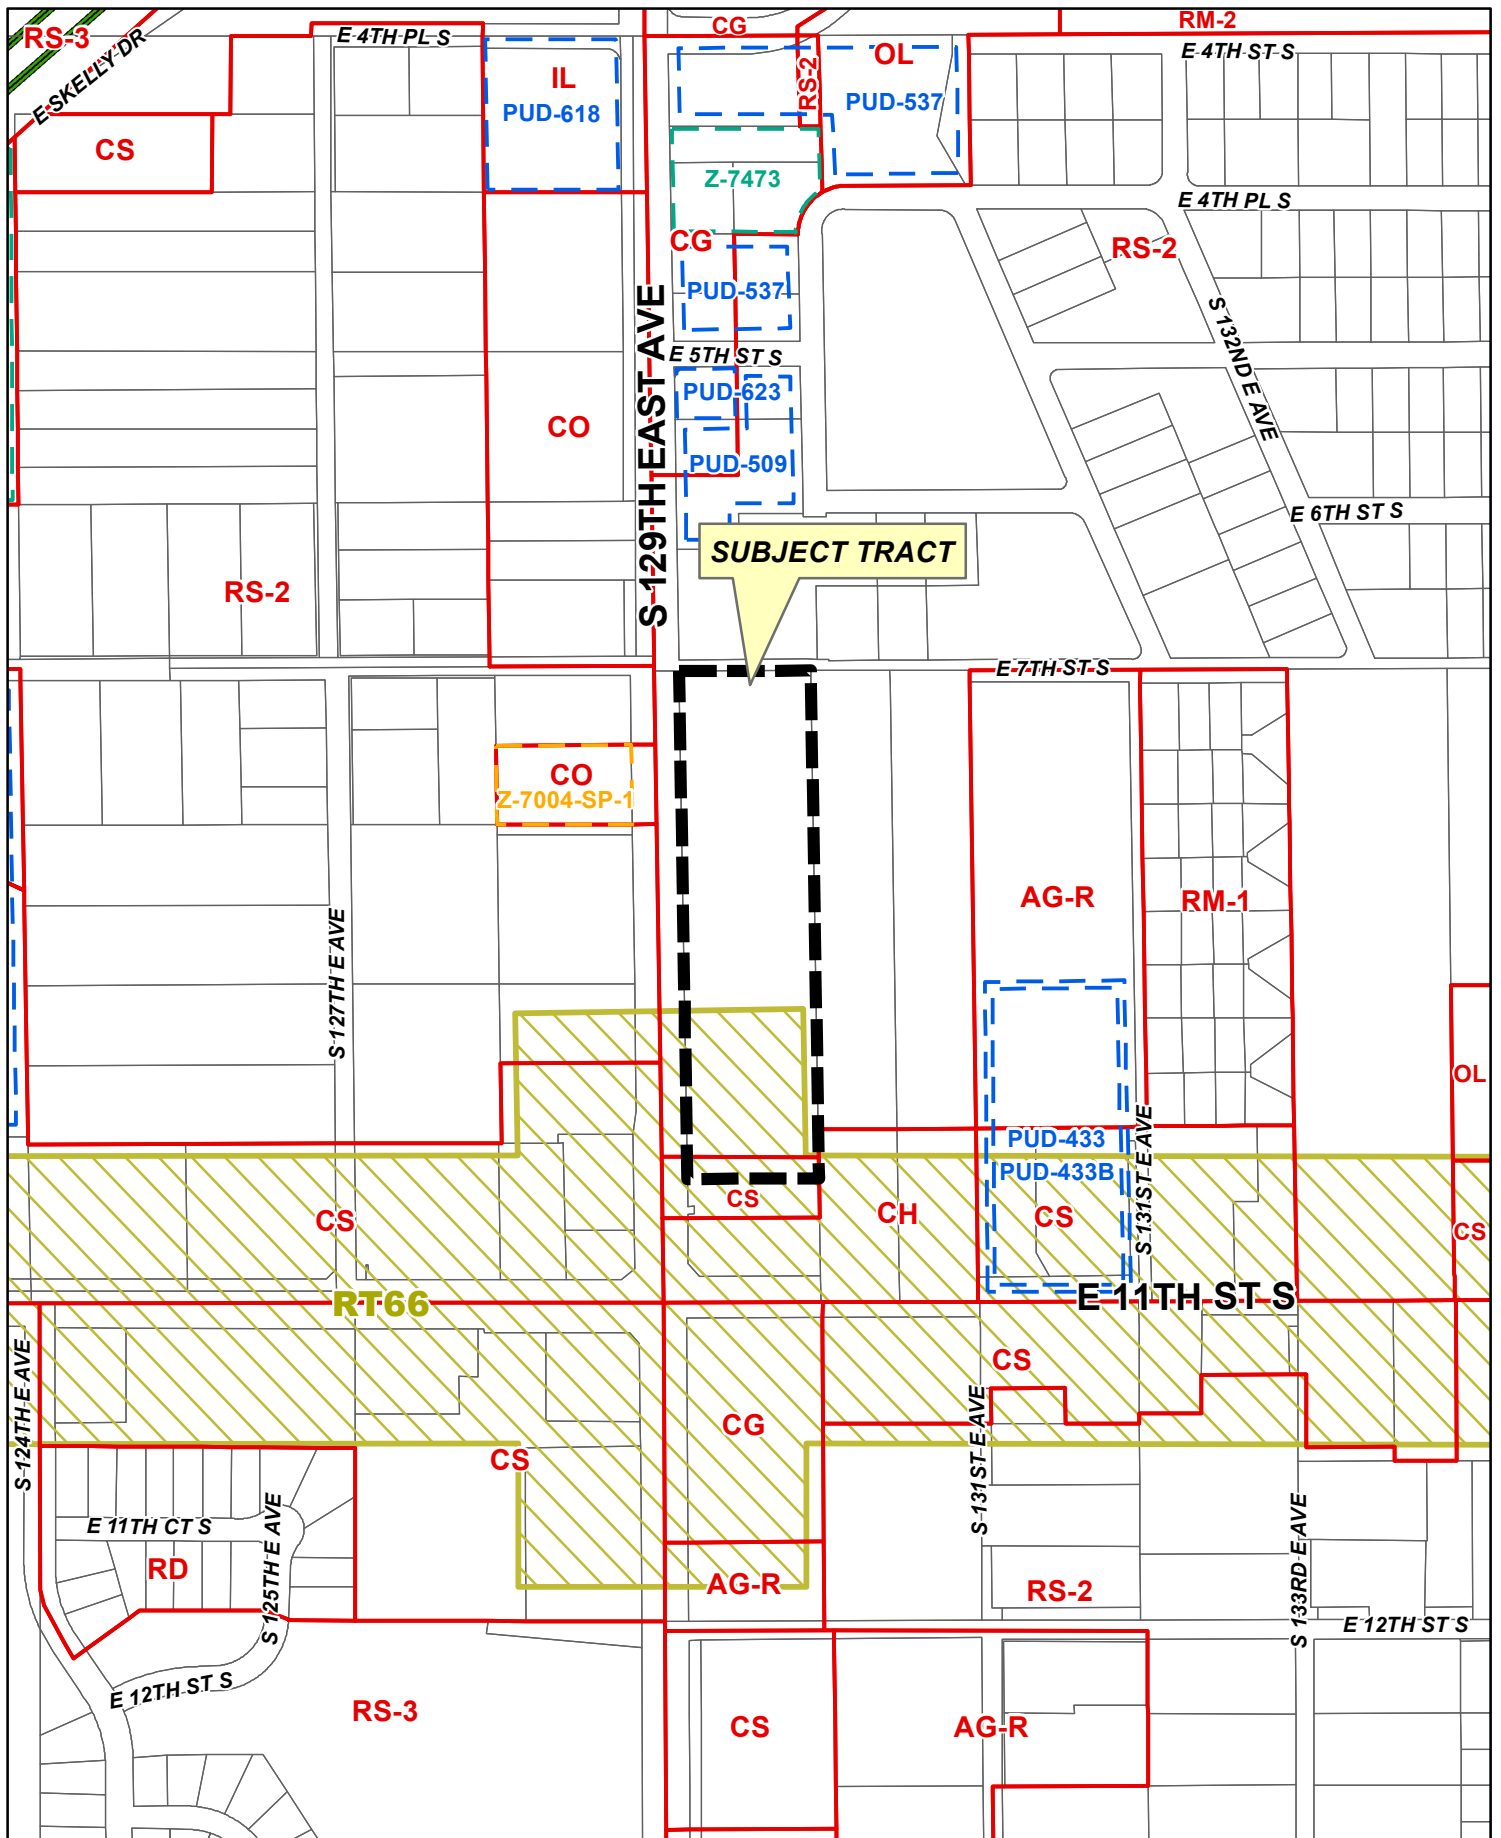 RS-3
E SKELLY DR
E 4TH PL S
CG
RM-2
E 4TH ST S
OL
RS-2
PUD-537
IL
PUD-618
CS
Z-7473
E 4TH PL S
CG
RS-2
PUD-537
S 129TH EAST AVE
S 132ND E AVE
E 5TH ST S
PUD-623
CO
PUD-509
E 6TH ST S
SUBJECT TRACT
RS-2
E 7TH ST S
CO
Z-7004-SP-1
AG-R
RM-1
S 127TH E AVE
OL
PUD-433
PUD-433B
S 131ST E AVE
CS
CS
CH
CS
CS
RT66
E 11TH ST S
S 124TH E AVE
CS
CG
S 131ST E AVE
CS
E 11TH CT S
S 125TH E AVE
RD
AG-R
RS-2
S 133RD E AVE
E 12TH ST S
E 12TH ST S
RS-3
CS
AG-R